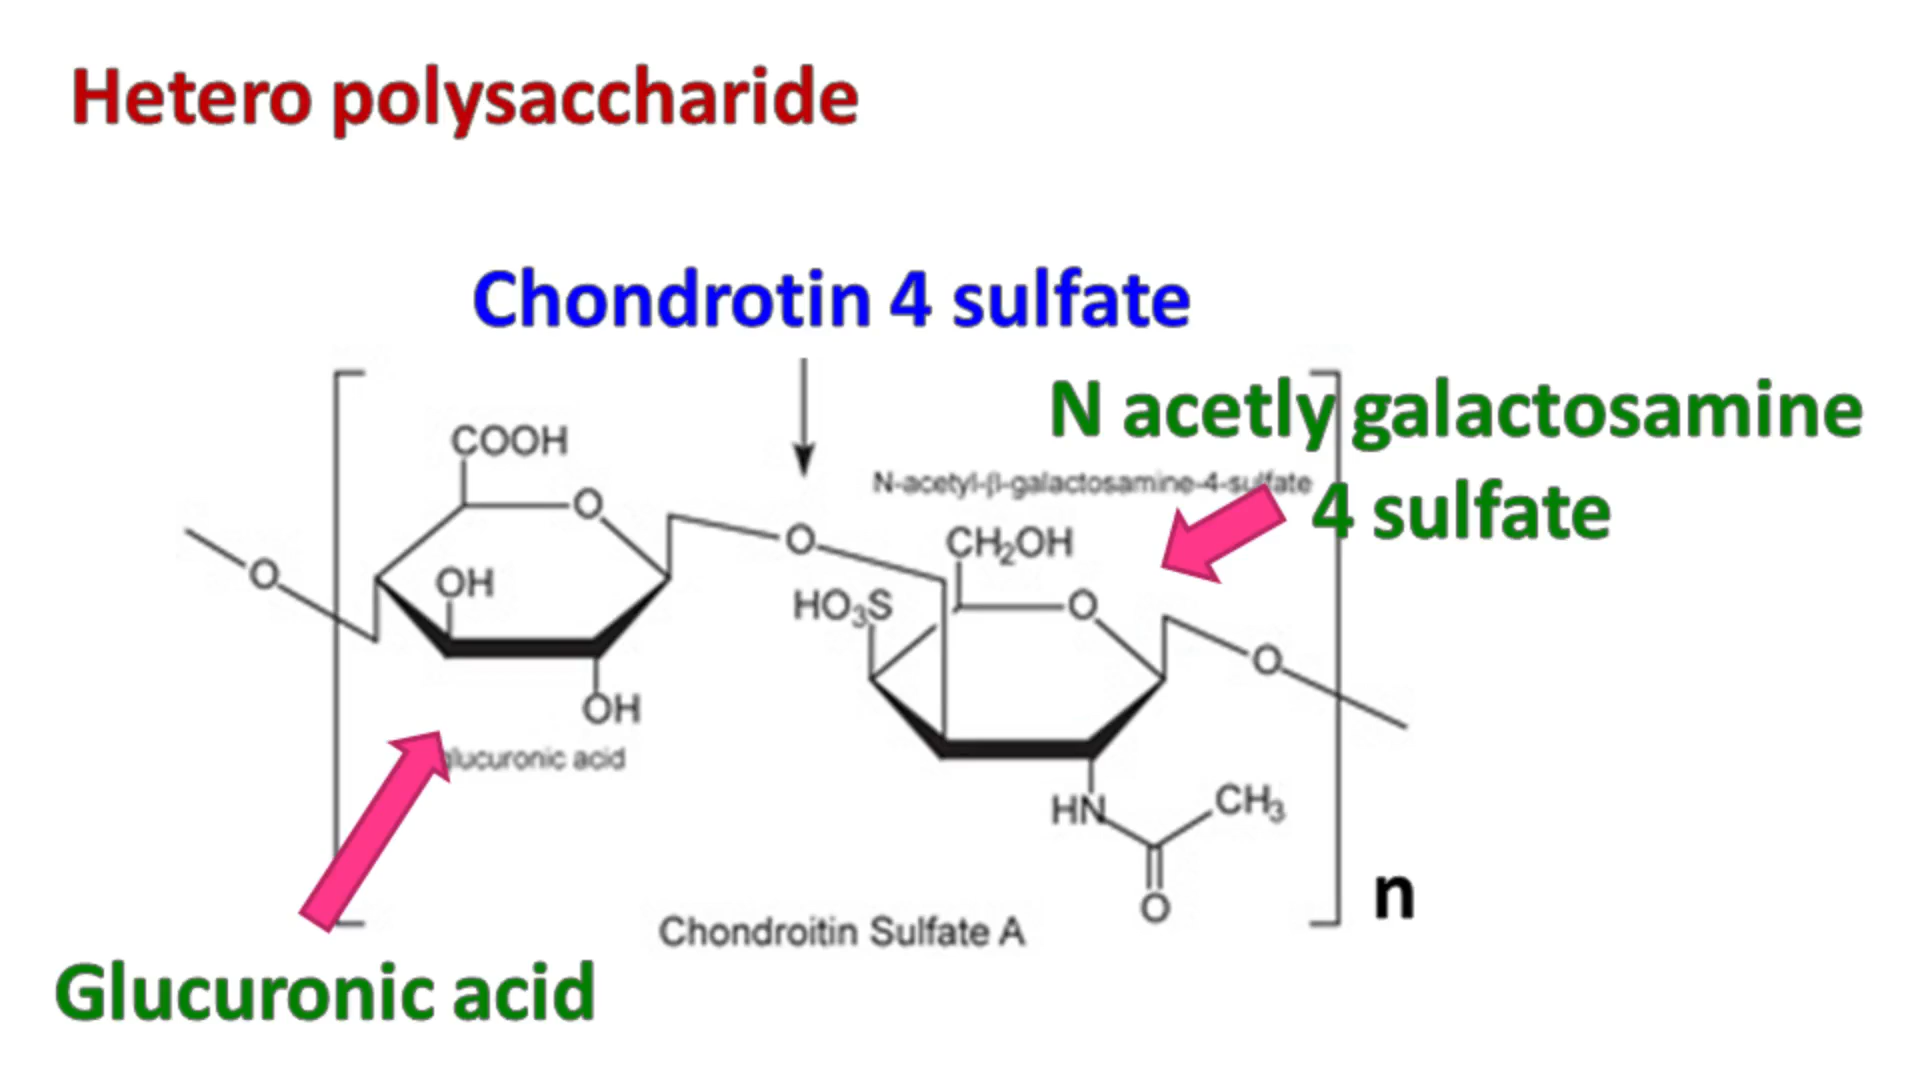 Hetero polysaccharide
Chondrotin 4 sulfate
N acetly galactosamine
4 sulfate
N-acetyl-β-galactosamine-4-sulfate
COOH
O
O
OH
OH
glucuronic acid
O
CH₂OH
HO₃S
O
O
HN
CH₃
O
n
Chondroitin Sulfate A
Glucuronic acid